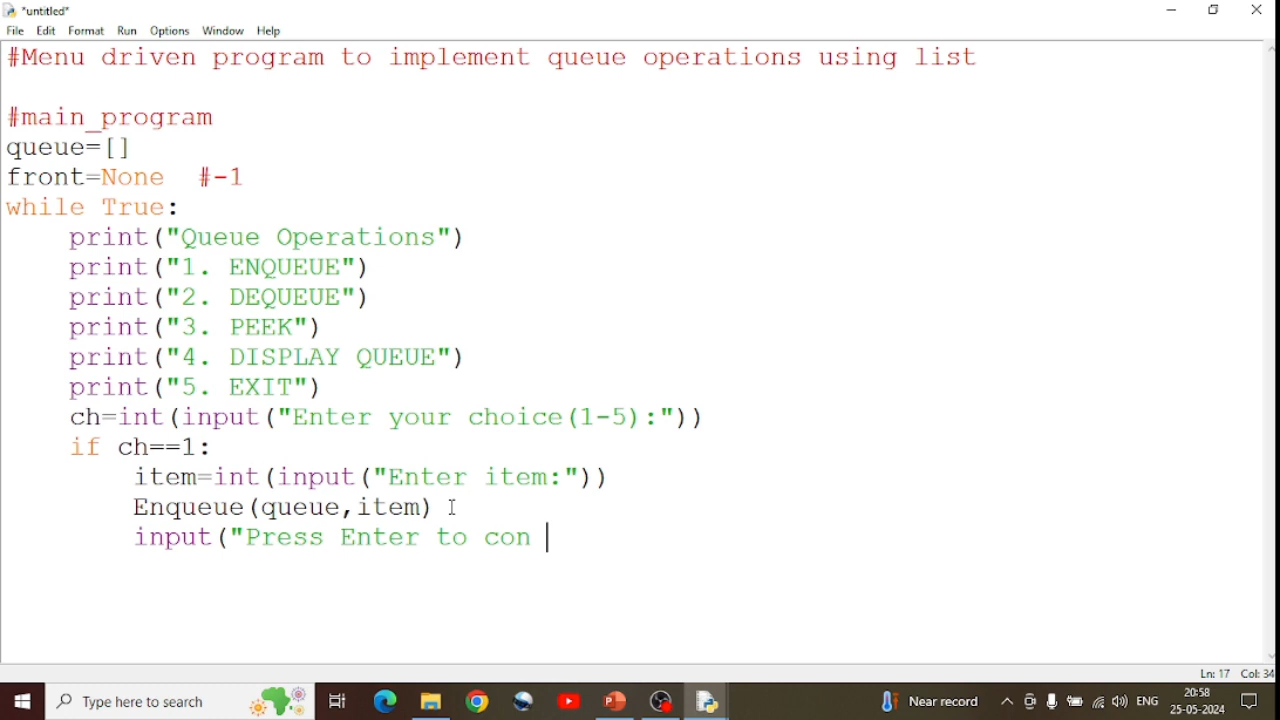 *untitled*
File Edit Format Run Options Window Help
#Menu driven program to implement queue operations using list
#main_program
queue=[]
front=None  #-1
while True:
    print("Queue Operations")
    print("1. ENQUEUE")
    print("2. DEQUEUE")
    print("3. PEEK")
    print("4. DISPLAY QUEUE")
    print("5. EXIT")
    ch=int(input("Enter your choice(1-5):"))
    if ch==1:
        item=int(input("Enter item:"))
        Enqueue(queue,item)
        input("Press Enter to con
Ln: 17 Col: 34
Type here to search
Near record
ENG
20:58
25-05-2024